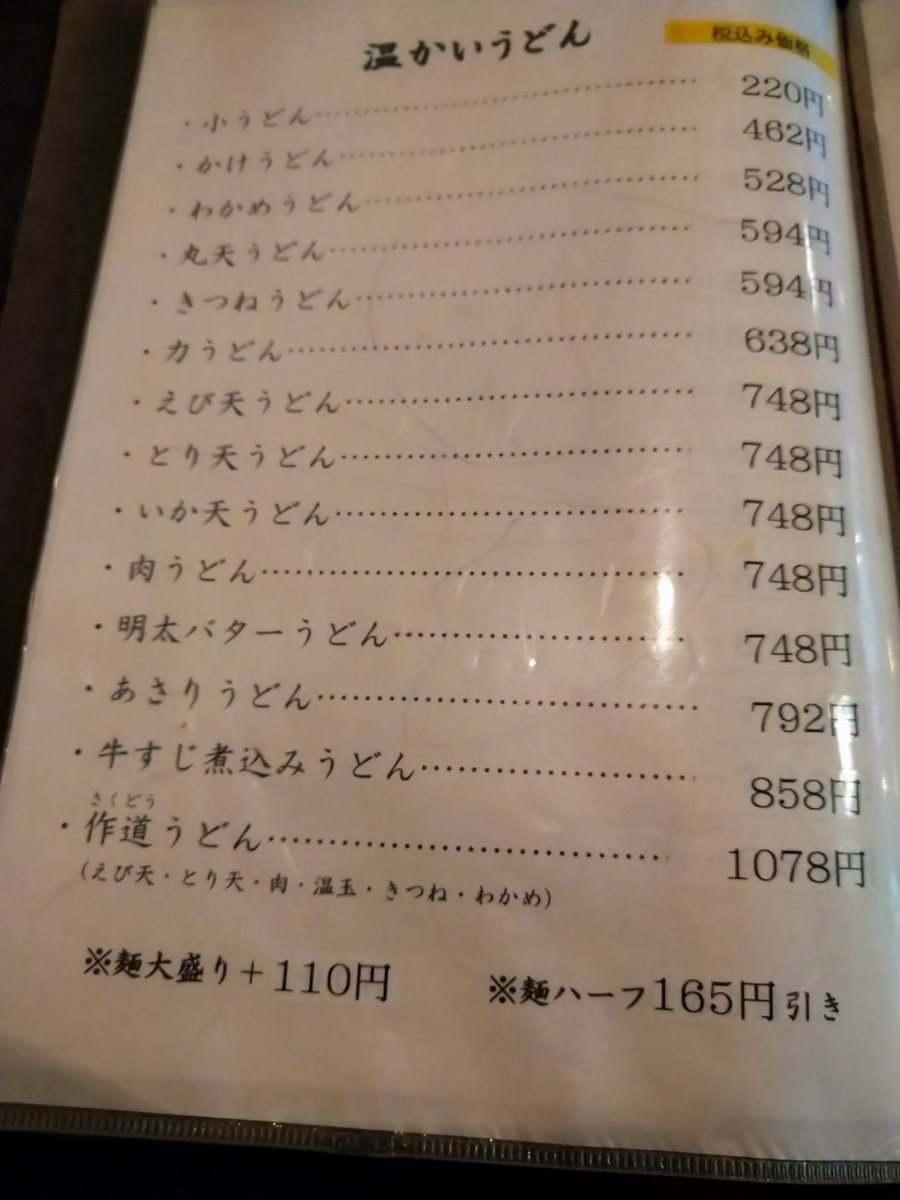 温かいうどん
税込み価格
・小うどん…………………………………… 220円
・かけうどん………………………………… 462円
・わかめうどん……………………………… 528円
・丸天うどん………………………………… 594円
・きつねうどん……………………………… 594円
・力うどん…………………………………… 638円
・えび天うどん……………………………… 748円
・とり天うどん……………………………… 748円
・いか天うどん……………………………… 748円
・肉うどん…………………………………… 748円
・明太バターうどん………………………… 748円
・あさりうどん……………………………… 792円
・牛すじ煮込みうどん……………………… 858円
さくどう
・作道うどん………………………………… 1078円
(えび天・とり天・肉・温玉・きつね・わかめ)
※麺大盛り+110円 ※麺ハーフ165円引き